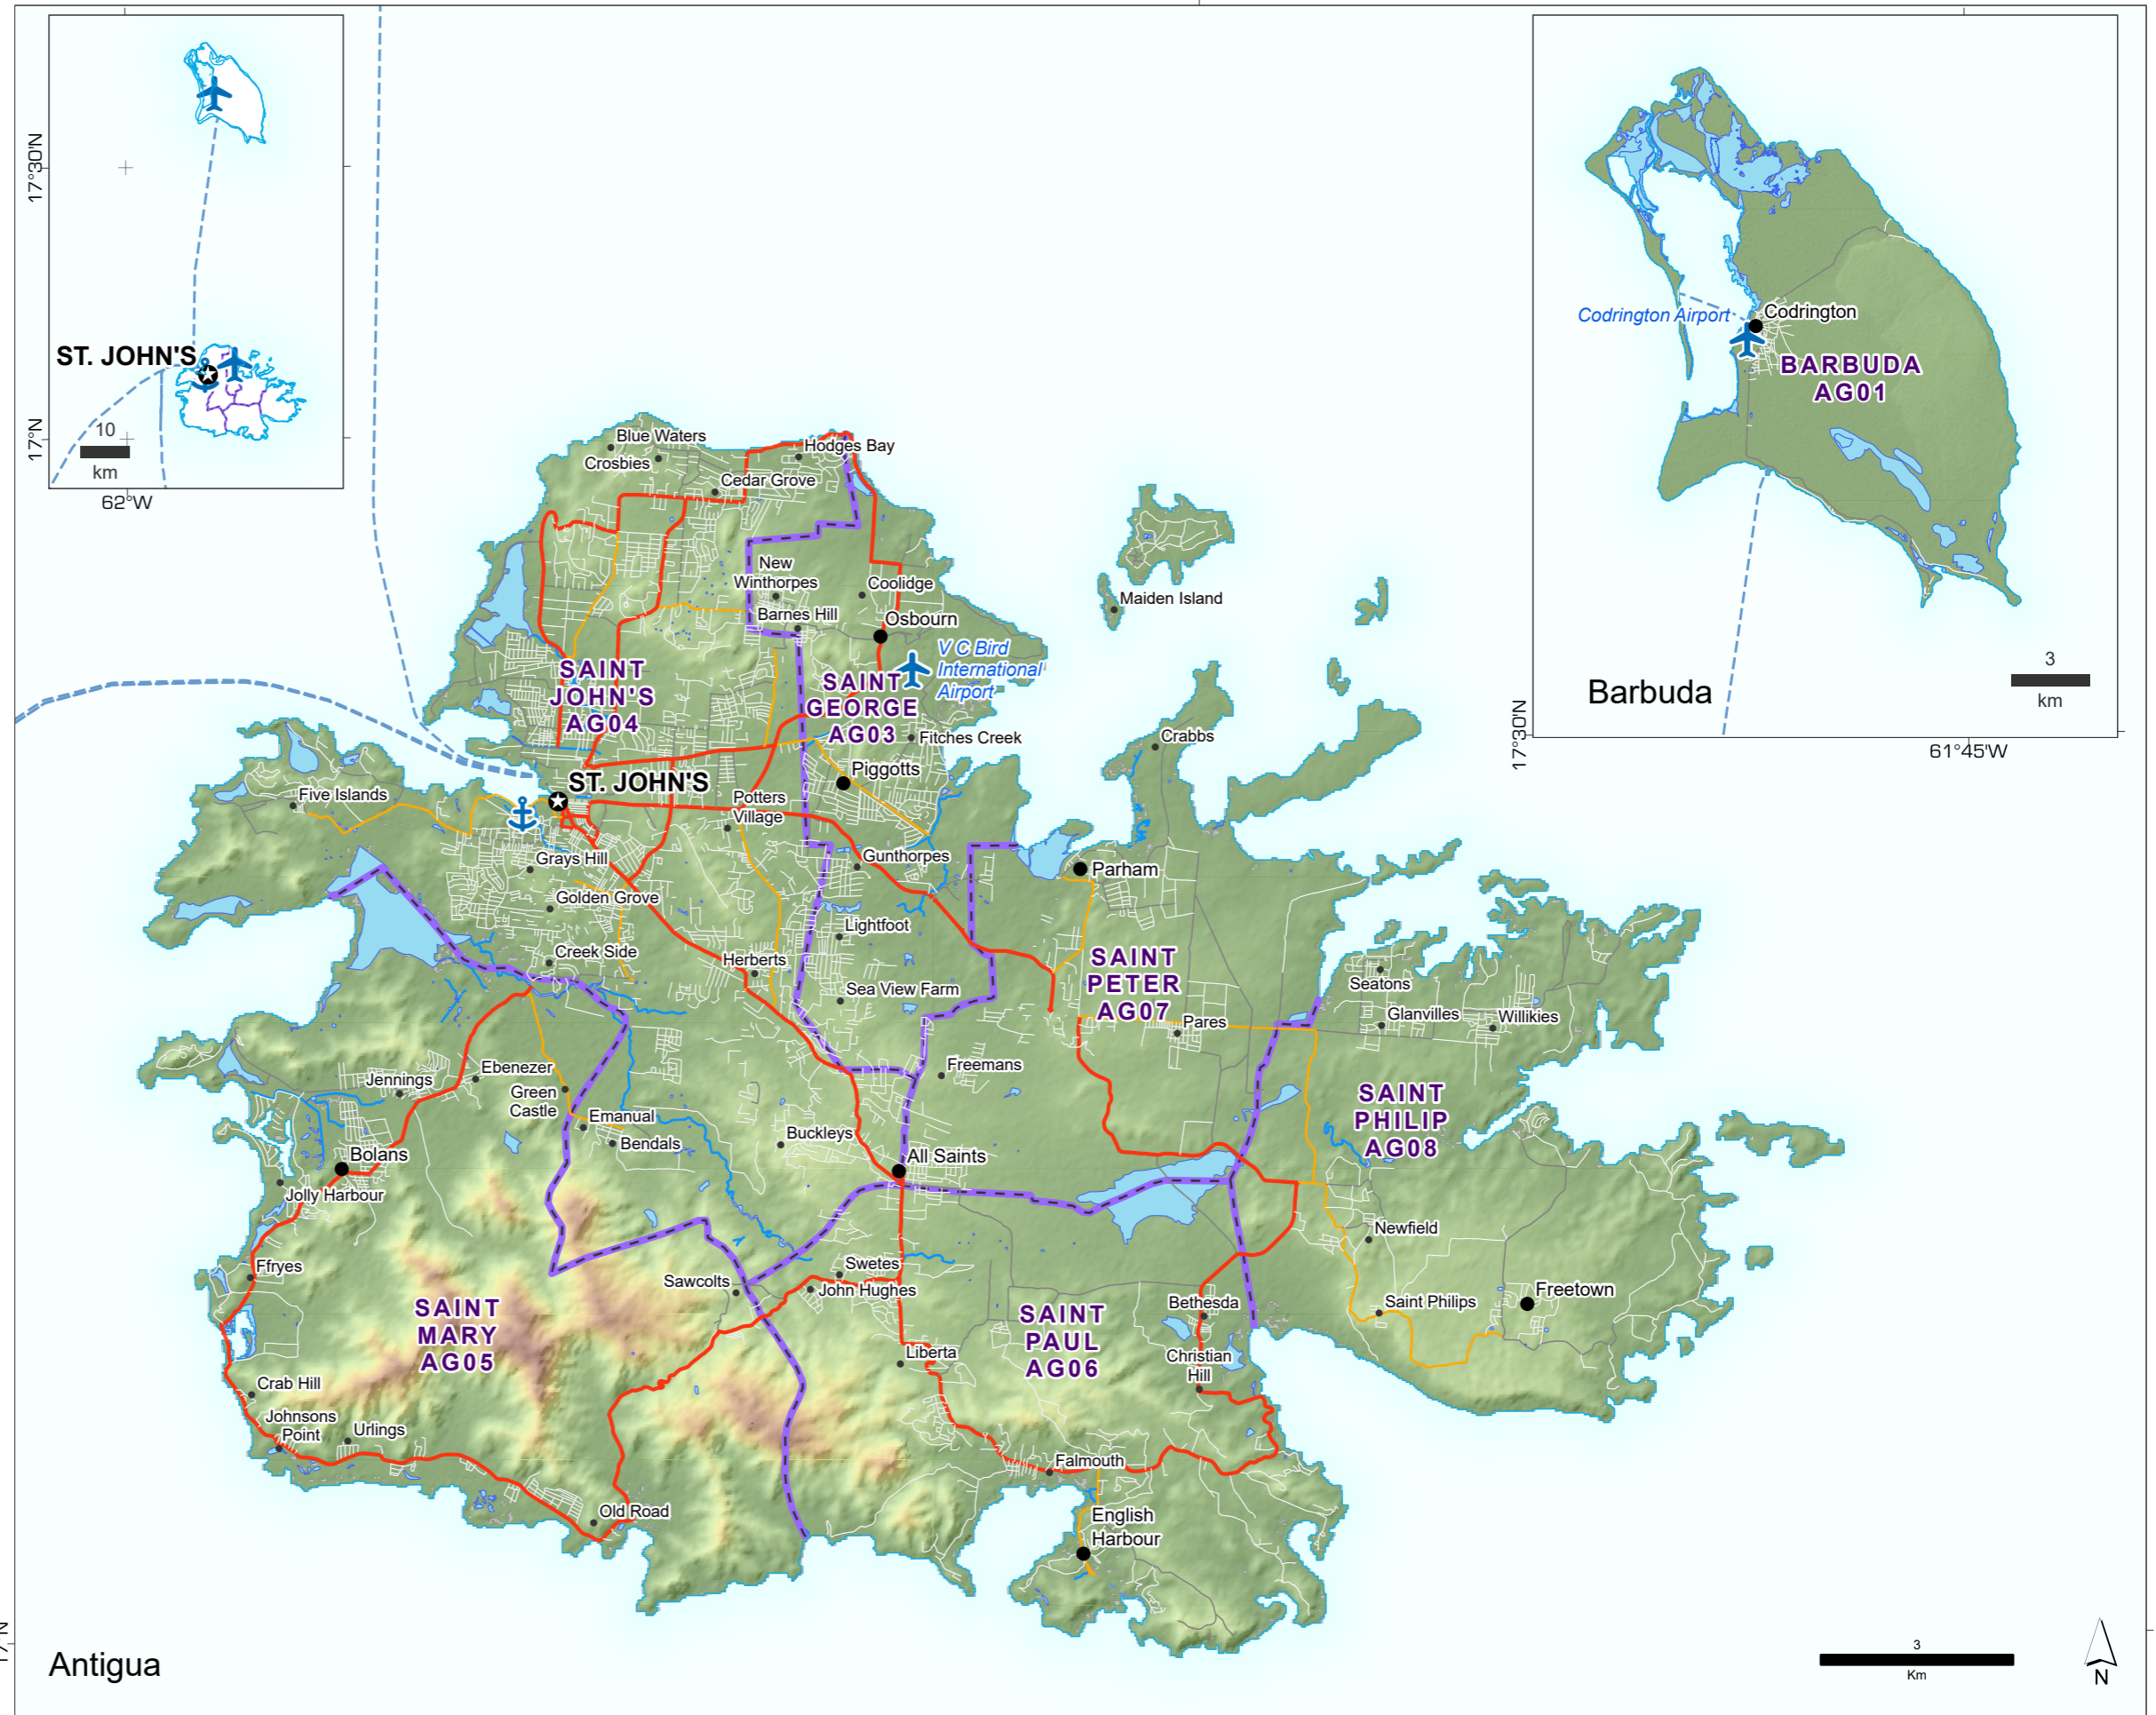 17°30'N
ST. JOHN'S
17°N
10
km
62°W
Codrington Airport
Codrington
BARBUDA
AG01
Barbuda
3
km
17°30'N
61°45'W
Blue Waters
Crosbies
Hodges Bay
Cedar Grove
New
Winthorpes
Coolidge
Barnes Hill
Osbourn
Maiden Island
V C Bird
International
Airport
SAINT
JOHN'S
AG04
SAINT
GEORGE
AG03
Fitches Creek
Crabbs
ST. JOHN'S
Piggotts
Five Islands
Potters
Village
Grays Hill
Gunthorpes
Parham
Golden Grove
Lightfoot
Creek Side
Herberts
Sea View Farm
SAINT
PETER
AG07
Pares
Seatons
Glanvilles
Willikies
Freemans
Ebenezer
Jennings
Green
Castle
Emanual
Bendals
Buckleys
SAINT
PHILIP
AG08
Bolans
All Saints
Jolly Harbour
Newfield
Ffryes
Swetes
Sawcolts
John Hughes
Freetown
Bethesda
Saint Philips
SAINT
MARY
AG05
SAINT
PAUL
AG06
Liberta
Christian
Hill
Crab Hill
Johnsons
Point
Urlings
Falmouth
Old Road
English
Harbour
Antigua
3
Km
N